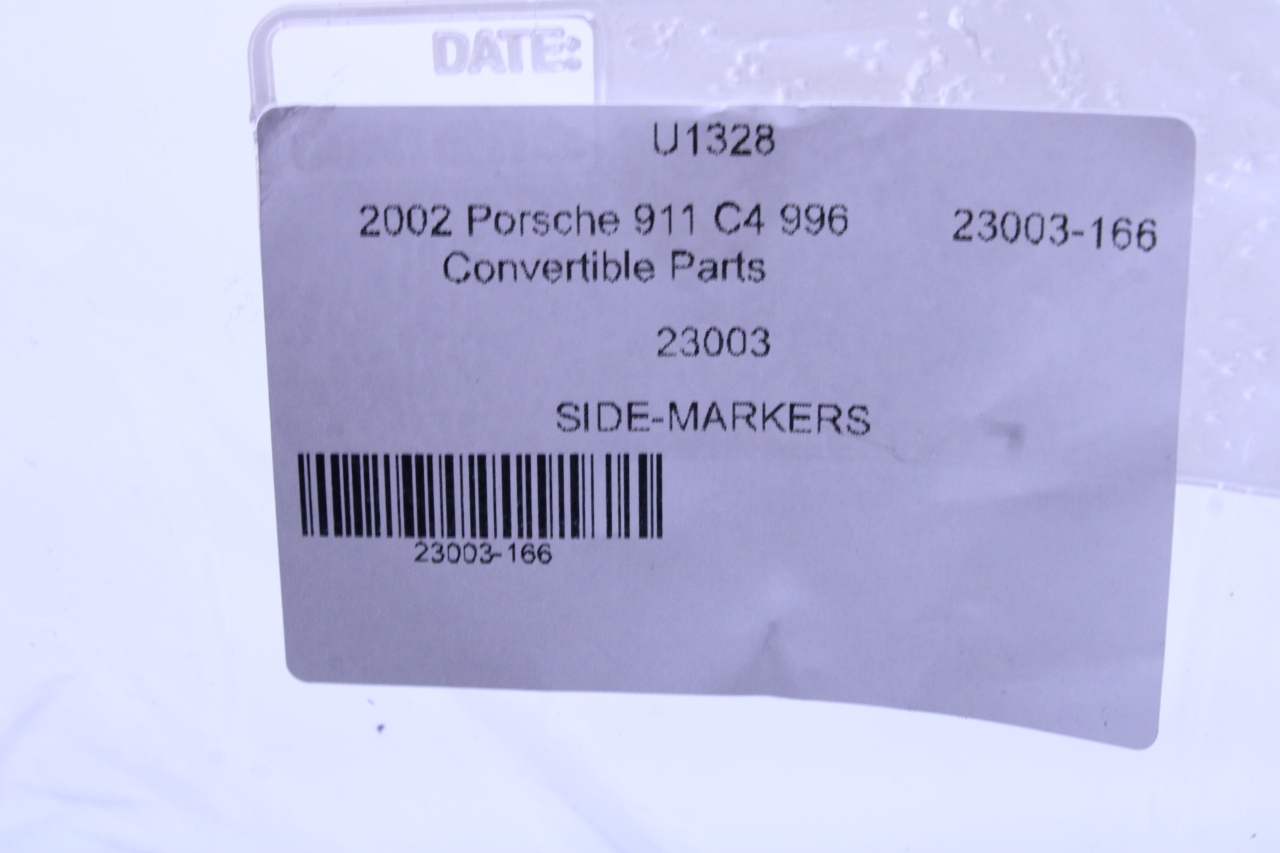 DATE:
U1328
2002 Porsche 911 C4 996 23003-166
Convertible Parts
23003
SIDE-MARKERS
23003-166